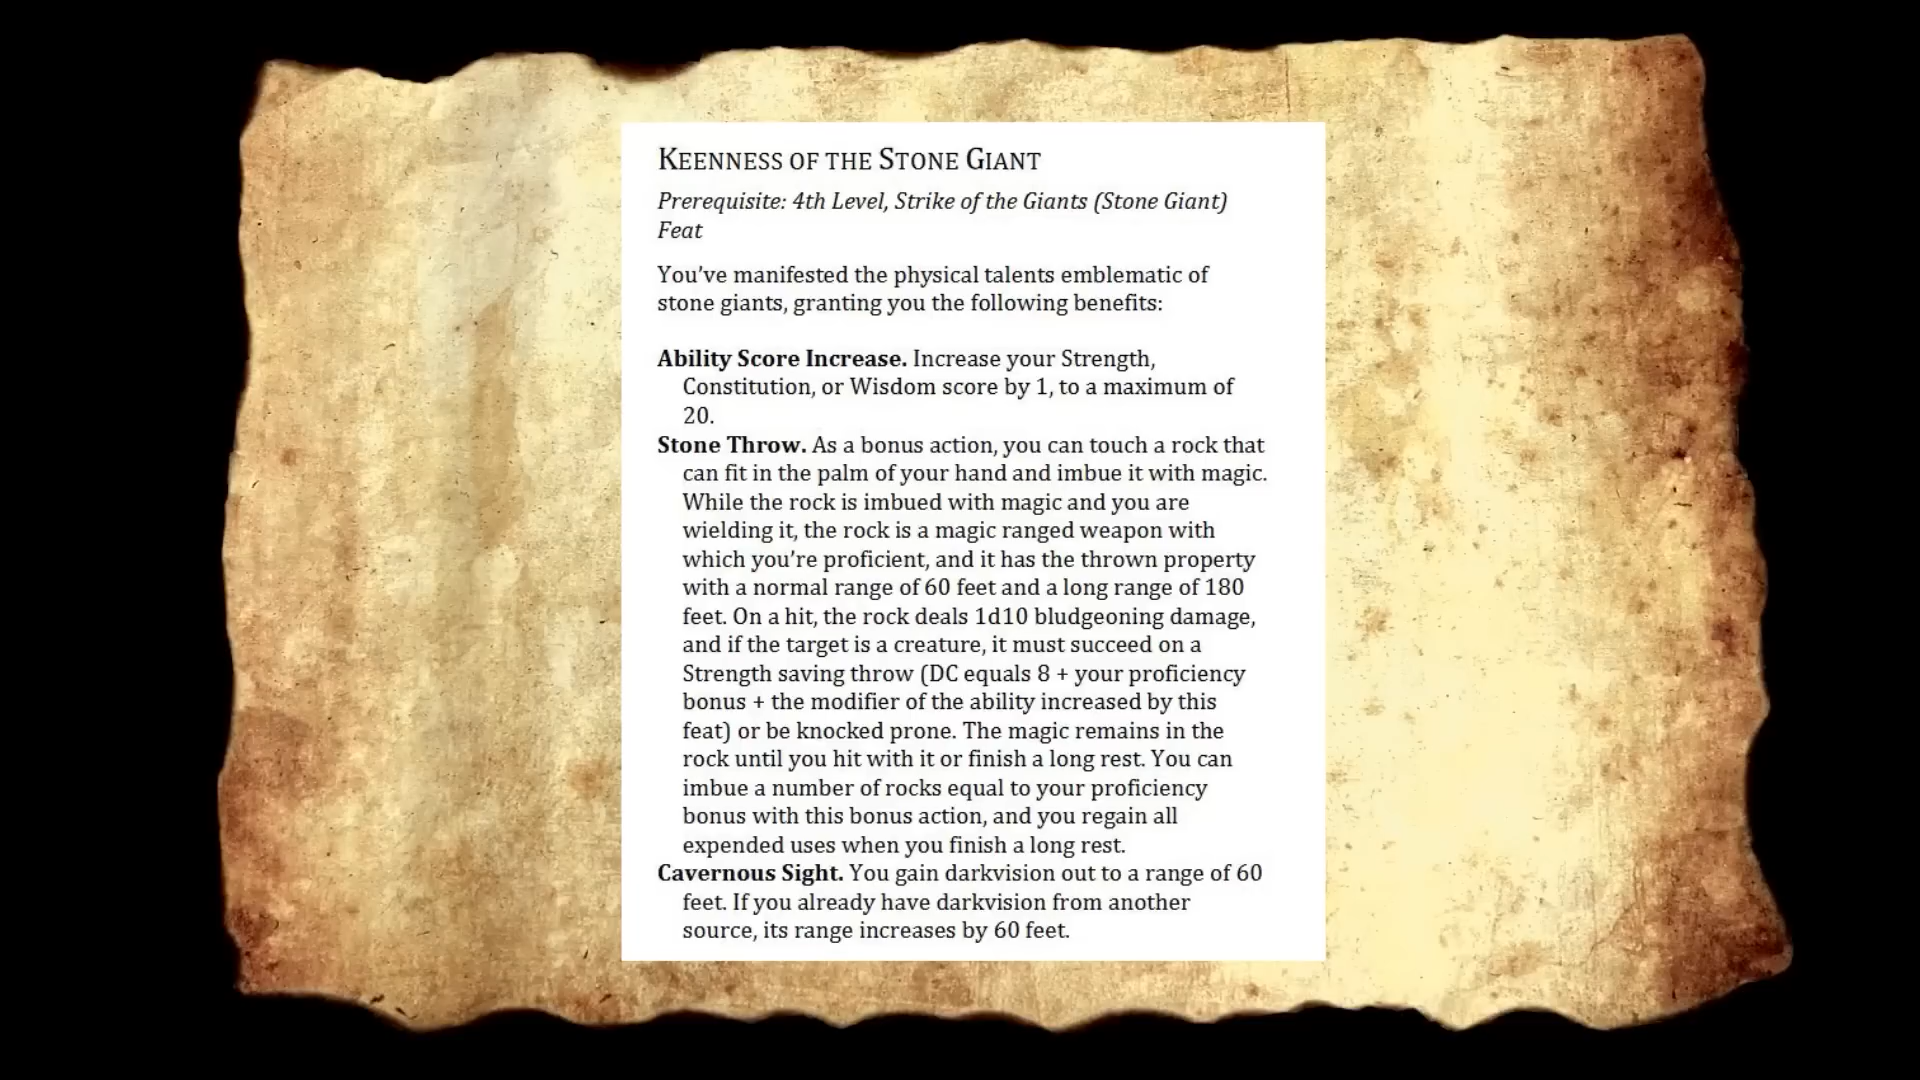 KEENNESS OF THE STONE GIANT
Prerequisite: 4th Level, Strike of the Giants (Stone Giant)
Feat
You've manifested the physical talents emblematic of
stone giants, granting you the following benefits:
Ability Score Increase. Increase your Strength,
Constitution, or Wisdom score by 1, to a maximum of
20.
Stone Throw. As a bonus action, you can touch a rock that
can fit in the palm of your hand and imbue it with magic.
While the rock is imbued with magic and you are
wielding it, the rock is a magic ranged weapon with
which you're proficient, and it has the thrown property
with a normal range of 60 feet and a long range of 180
feet. On a hit, the rock deals 1d10 bludgeoning damage,
and if the target is a creature, it must succeed on a
Strength saving throw (DC equals 8 + your proficiency
bonus + the modifier of the ability increased by this
feat) or be knocked prone. The magic remains in the
rock until you hit with it or finish a long rest. You can
imbue a number of rocks equal to your proficiency
bonus with this bonus action, and you regain all
expended uses when you finish a long rest.
Cavernous Sight. You gain darkvision out to a range of 60
feet. If you already have darkvision from another
source, its range increases by 60 feet.